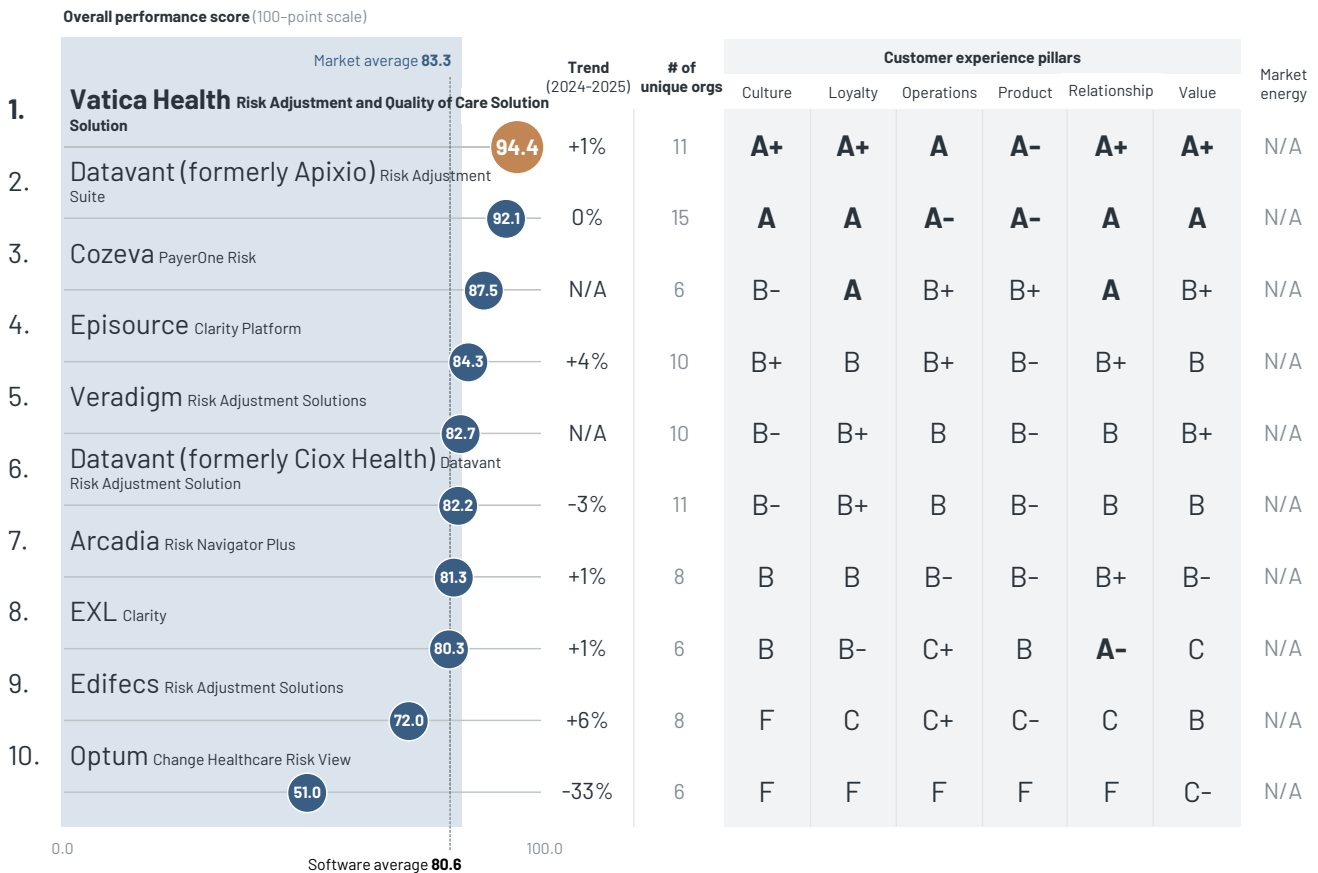 Overall performance score (100-point scale)
Market average 83.3
Trend
(2024-2025)
# of
unique orgs
Customer experience pillars
Culture Loyalty Operations Product Relationship Value
Market
energy
1. Vatica Health Risk Adjustment and Quality of Care Solution
Solution
94.4 +1% 11 A+ A+ A A- A+ A+ N/A
2. Datavant (formerly Apixio) Risk Adjustment
Suite
92.1 0% 15 A A A- A- A A N/A
3. Cozeva PayerOne Risk
87.5 N/A 6 B- A B+ B+ A B+ N/A
4. Episource Clarity Platform
84.3 +4% 10 B+ B B+ B- B+ B N/A
5. Veradigm Risk Adjustment Solutions
82.7 N/A 10 B- B+ B B- B B+ N/A
6. Datavant (formerly Ciox Health) Datavant
Risk Adjustment Solution
82.2 -3% 11 B- B+ B B- B B N/A
7. Arcadia Risk Navigator Plus
81.3 +1% 8 B B B- B- B+ B- N/A
8. EXL Clarity
80.3 +1% 6 B B- C+ B A- C N/A
9. Edifecs Risk Adjustment Solutions
72.0 +6% 8 F C C+ C- C B N/A
10. Optum Change Healthcare Risk View
51.0 -33% 6 F F F F F C- N/A
0.0 100.0
Software average 80.6